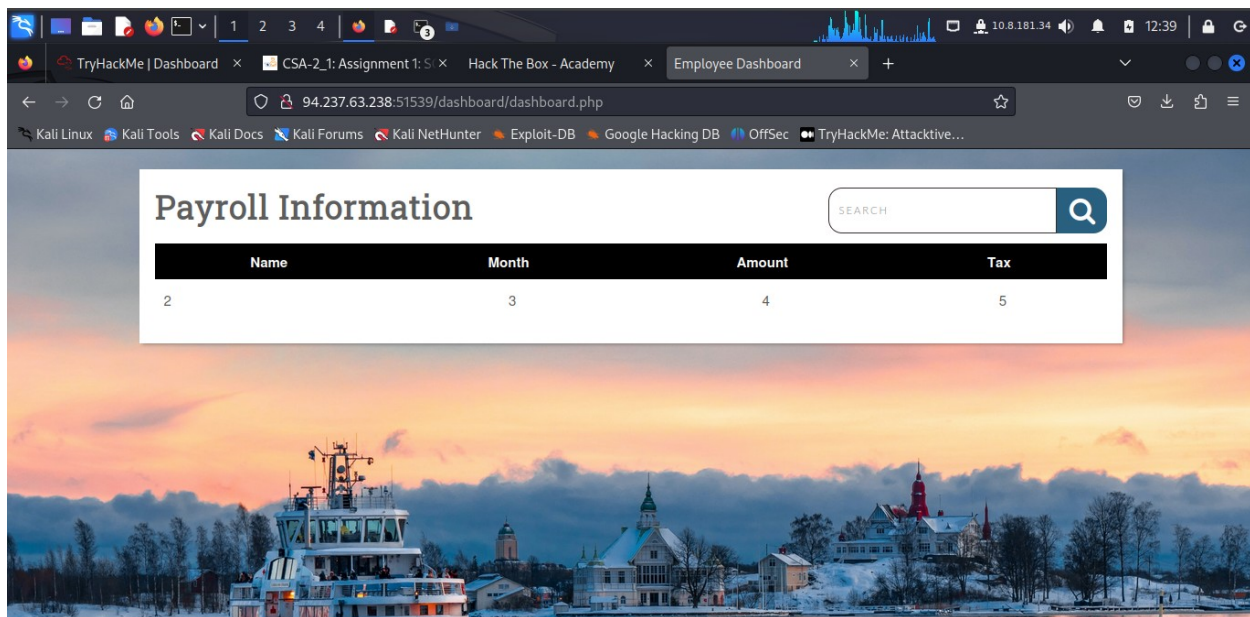 1 2 3 4 3 10.8.181.34 12:39
TryHackMe | Dashboard CSA-2_1: Assignment 1: Hack The Box - Academy Employee Dashboard
94.237.63.238:51539/dashboard/dashboard.php
Kali Linux Kali Tools Kali Docs Kali Forums Kali NetHunter Exploit-DB Google Hacking DB OffSec TryHackMe: Attacktive…
Payroll Information SEARCH
Name Month Amount Tax
2 3 4 5